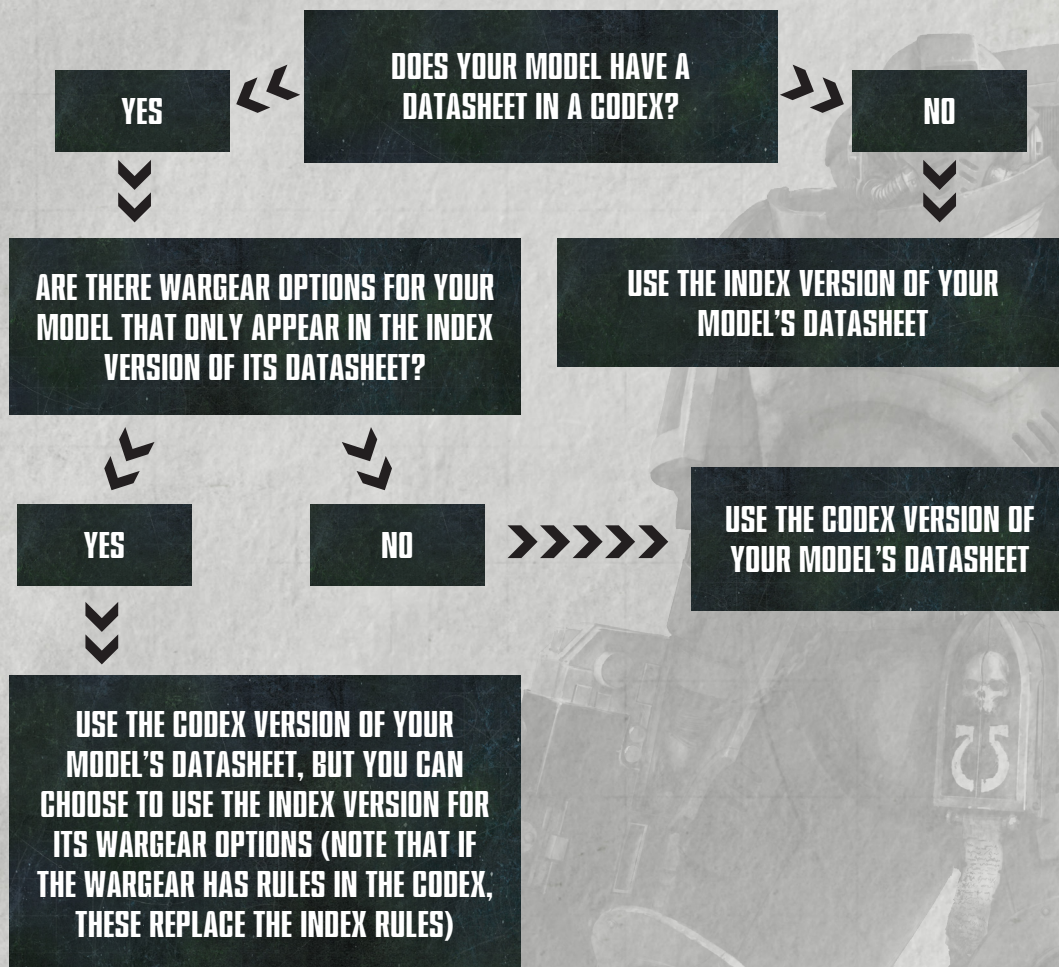 DOES YOUR MODEL HAVE A
DATASHEET IN A CODEX?
YES
NO
ARE THERE WARGEAR OPTIONS FOR YOUR
MODEL THAT ONLY APPEAR IN THE INDEX
VERSION OF ITS DATASHEET?
USE THE INDEX VERSION OF YOUR
MODEL'S DATASHEET
YES
NO
USE THE CODEX VERSION OF
YOUR MODEL'S DATASHEET
USE THE CODEX VERSION OF YOUR
MODEL'S DATASHEET, BUT YOU CAN
CHOOSE TO USE THE INDEX VERSION FOR
ITS WARGEAR OPTIONS (NOTE THAT IF
THE WARGEAR HAS RULES IN THE CODEX,
THESE REPLACE THE INDEX RULES)